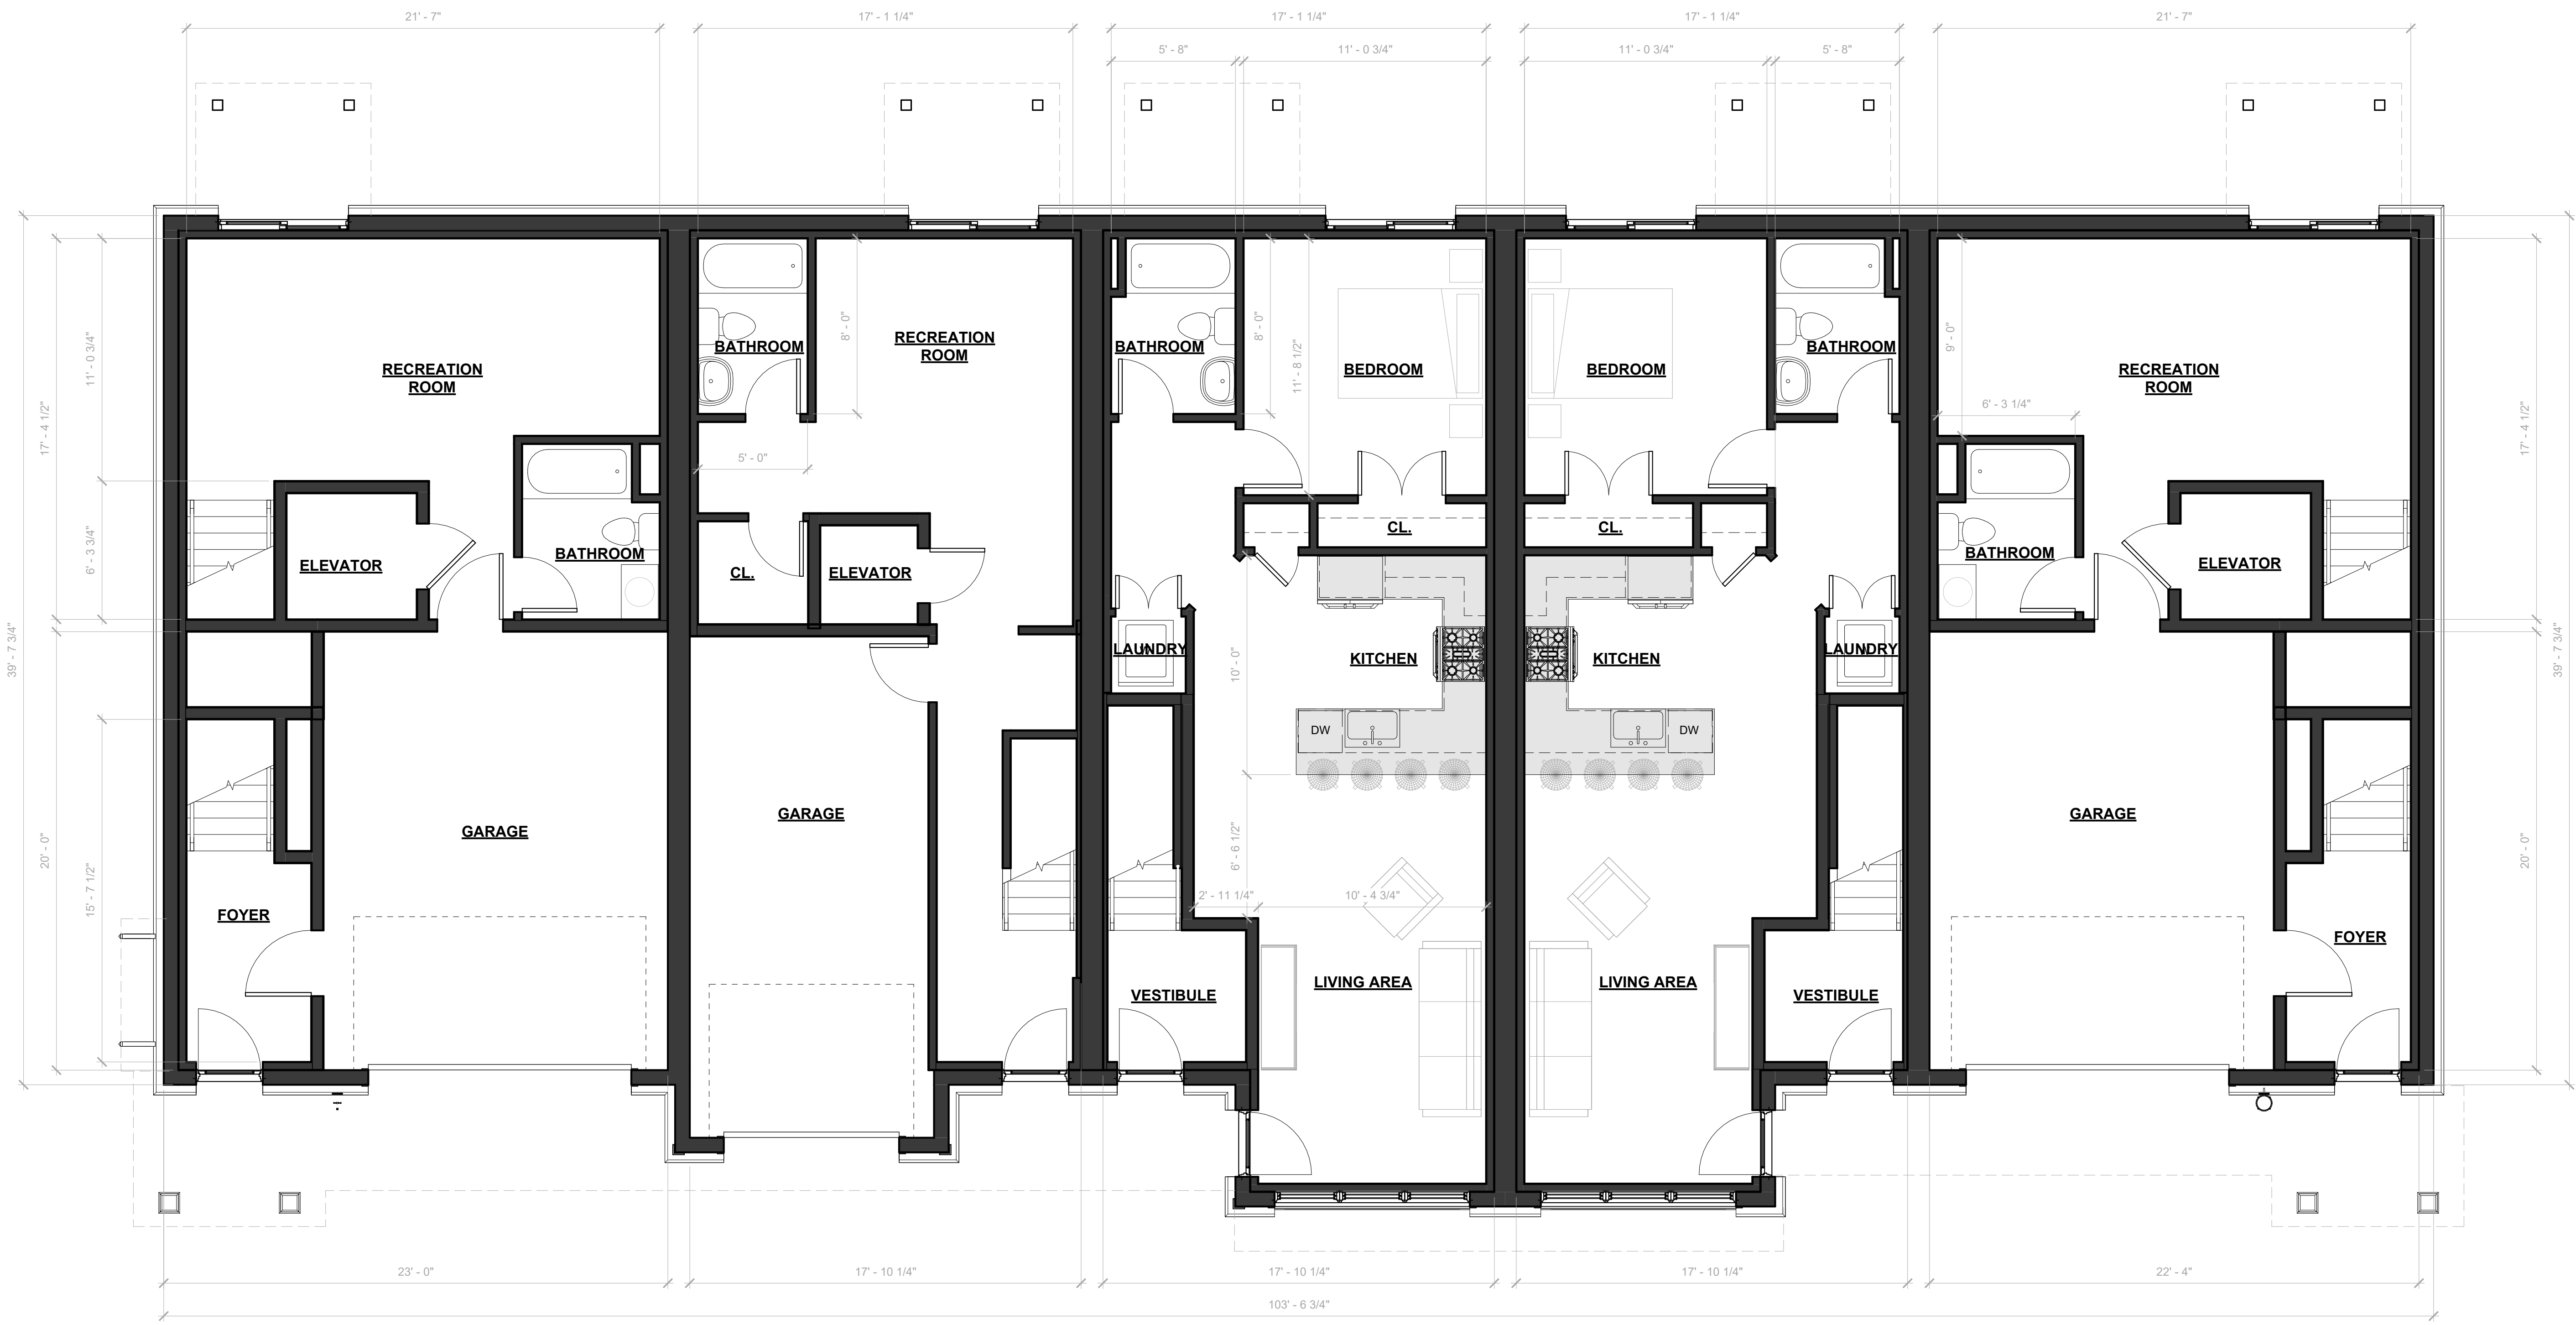 21' - 7"
17' - 1 1/4"
17' - 1 1/4"
17' - 1 1/4"
21' - 7"
5' - 8"
11' - 0 3/4"
11' - 0 3/4"
5' - 8"
39' - 7 3/4"
17' - 4 1/2"
11' - 0 3/4"
6' - 3 3/4"
20' - 0"
15' - 7 1/2"
RECREATION
ROOM
ELEVATOR
BATHROOM
GARAGE
FOYER
BATHROOM
8' - 0"
RECREATION
ROOM
5' - 0"
CL.
ELEVATOR
GARAGE
BATHROOM
8' - 0"
11' - 8 1/2"
BEDROOM
CL.
LAUNDRY
10' - 0"
KITCHEN
DW
6' - 6 1/2"
2' - 11 1/4"
10' - 4 3/4"
LIVING AREA
VESTIBULE
BEDROOM
BATHROOM
CL.
KITCHEN
LAUNDRY
DW
LIVING AREA
VESTIBULE
9' - 0"
RECREATION
ROOM
6' - 3 1/4"
BATHROOM
ELEVATOR
GARAGE
FOYER
17' - 4 1/2"
39' - 7 3/4"
20' - 0"
23' - 0"
17' - 10 1/4"
17' - 10 1/4"
17' - 10 1/4"
22' - 4"
103' - 6 3/4"